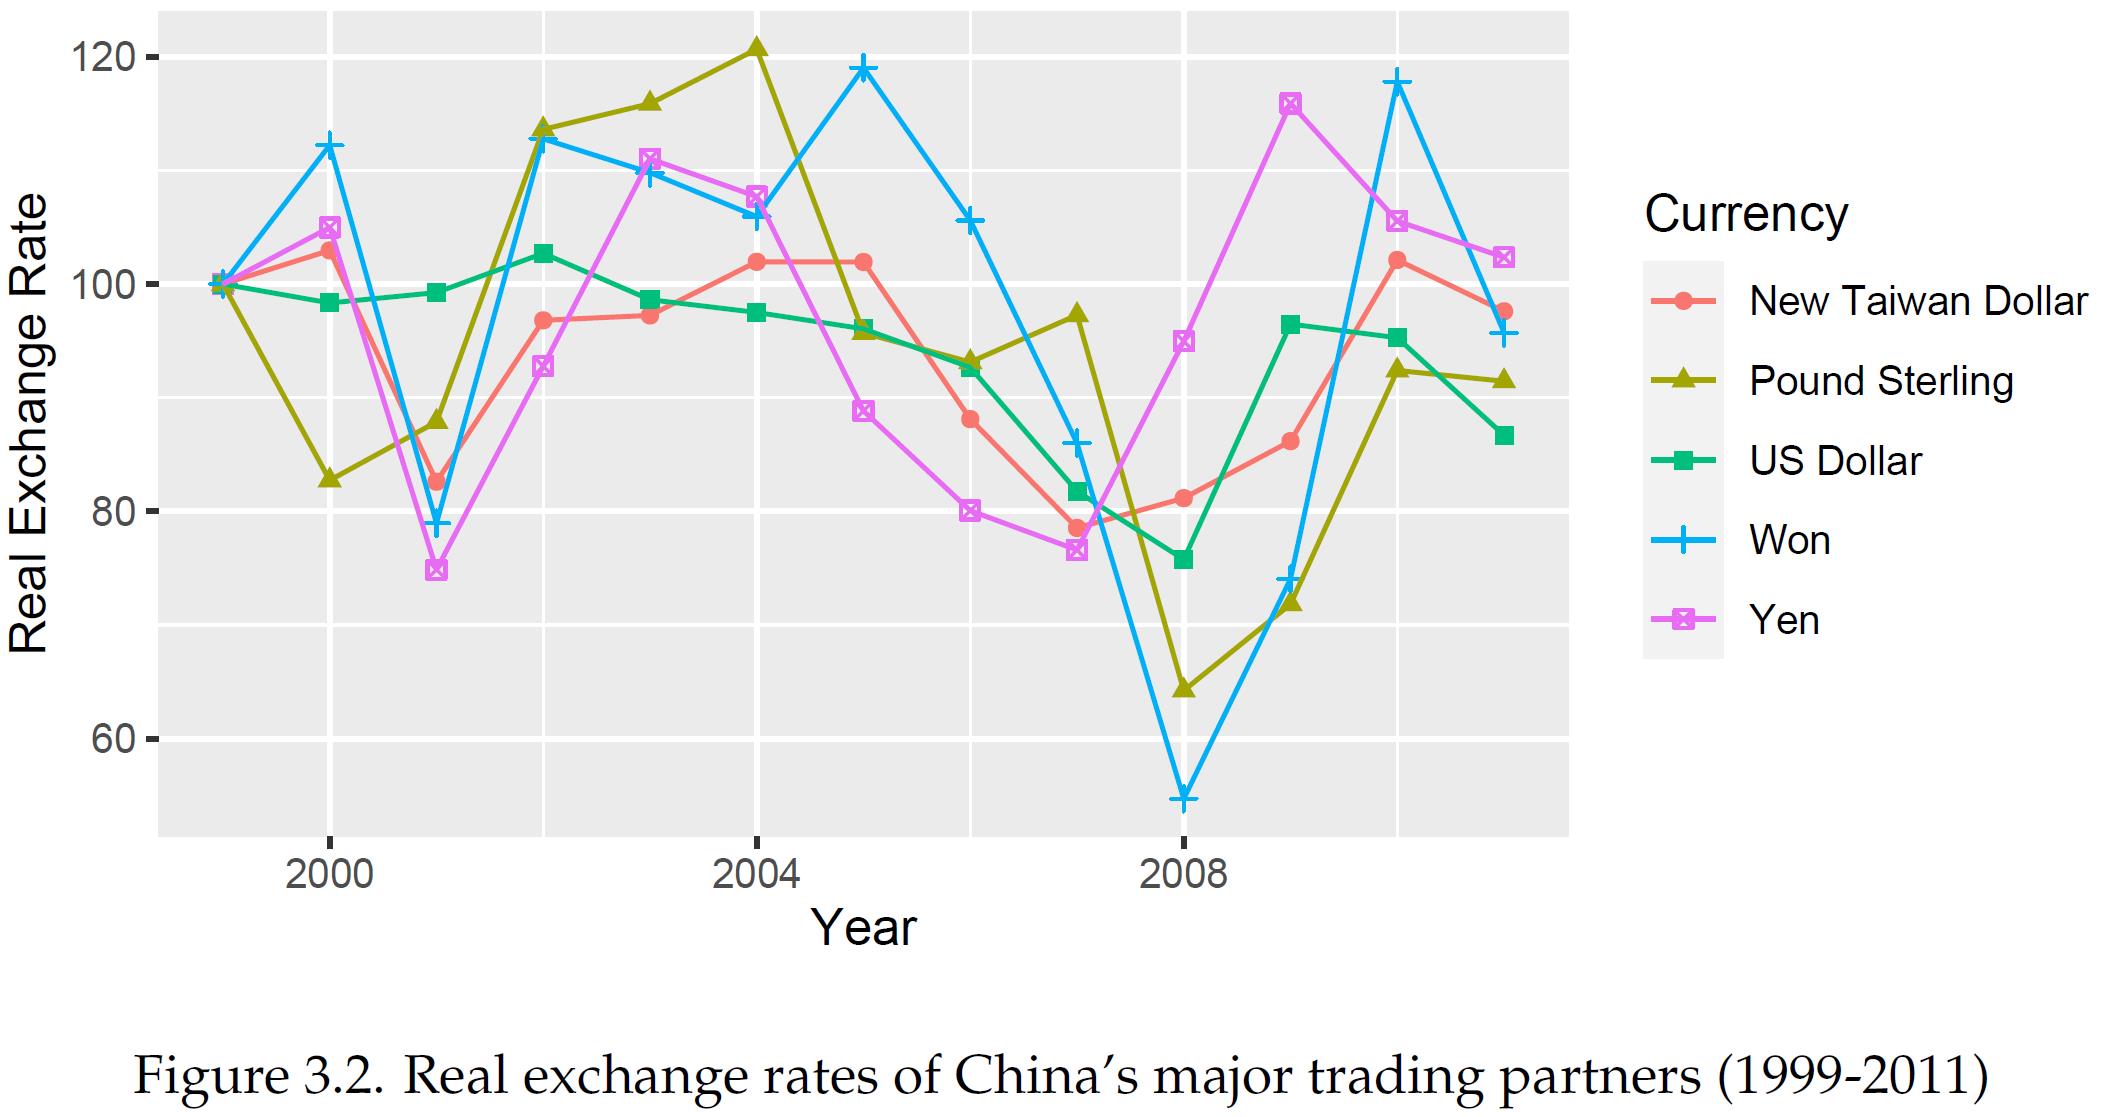 120
100
80
60
Real Exchange Rate
2000 2004 2008
Year
Currency
New Taiwan Dollar
Pound Sterling
US Dollar
Won
Yen
Figure 3.2. Real exchange rates of China’s major trading partners (1999-2011)